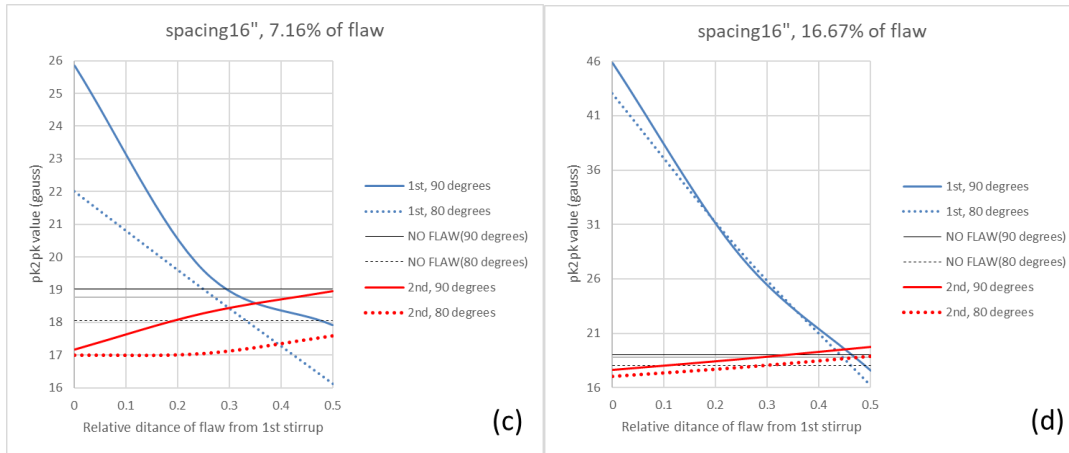 spacing16", 7.16% of flaw
26
25
24
23
22
21
20
19
18
17
16
pk2pk value (gauss)
0
0.1
0.2
0.3
0.4
0.5
Relative ditance of flaw from 1st stirrup
1st, 90 degrees
1st, 80 degrees
NO FLAW(90 degrees)
NO FLAW(80 degrees)
2nd, 90 degrees
2nd, 80 degrees
(c)
spacing16", 16.67% of flaw
46
41
36
31
26
21
16
pk2pk value (gauss)
0
0.1
0.2
0.3
0.4
0.5
Relative ditance of flaw from 1st stirrup
1st, 90 degrees
1st, 80 degrees
NO FLAW(90 degrees)
NO FLAW(80 degrees)
2nd, 90 degrees
2nd, 80 degrees
(d)